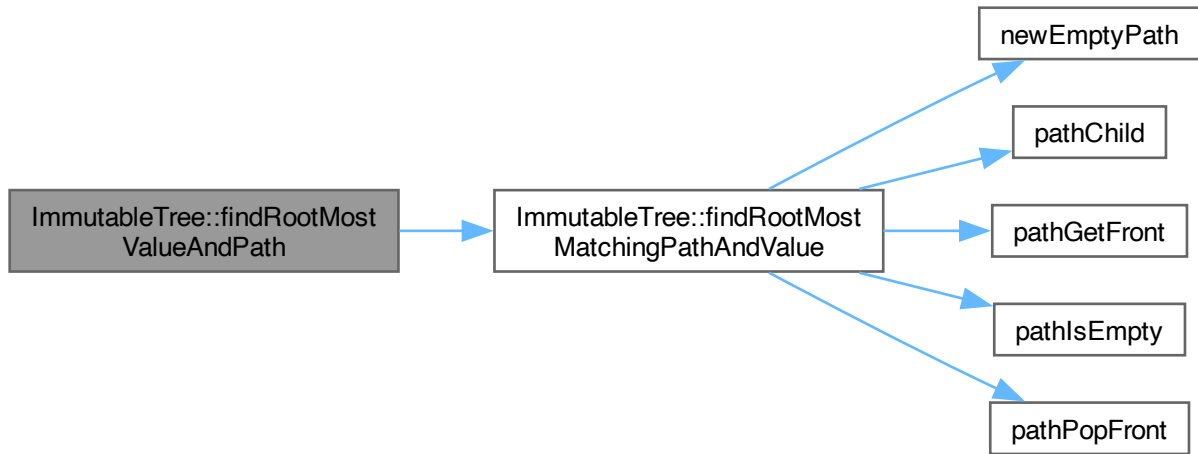 ImmutableTree::findRootMost
ValueAndPath
ImmutableTree::findRootMost
MatchingPathAndValue
newEmptyPath
pathChild
pathGetFront
pathIsEmpty
pathPopFront